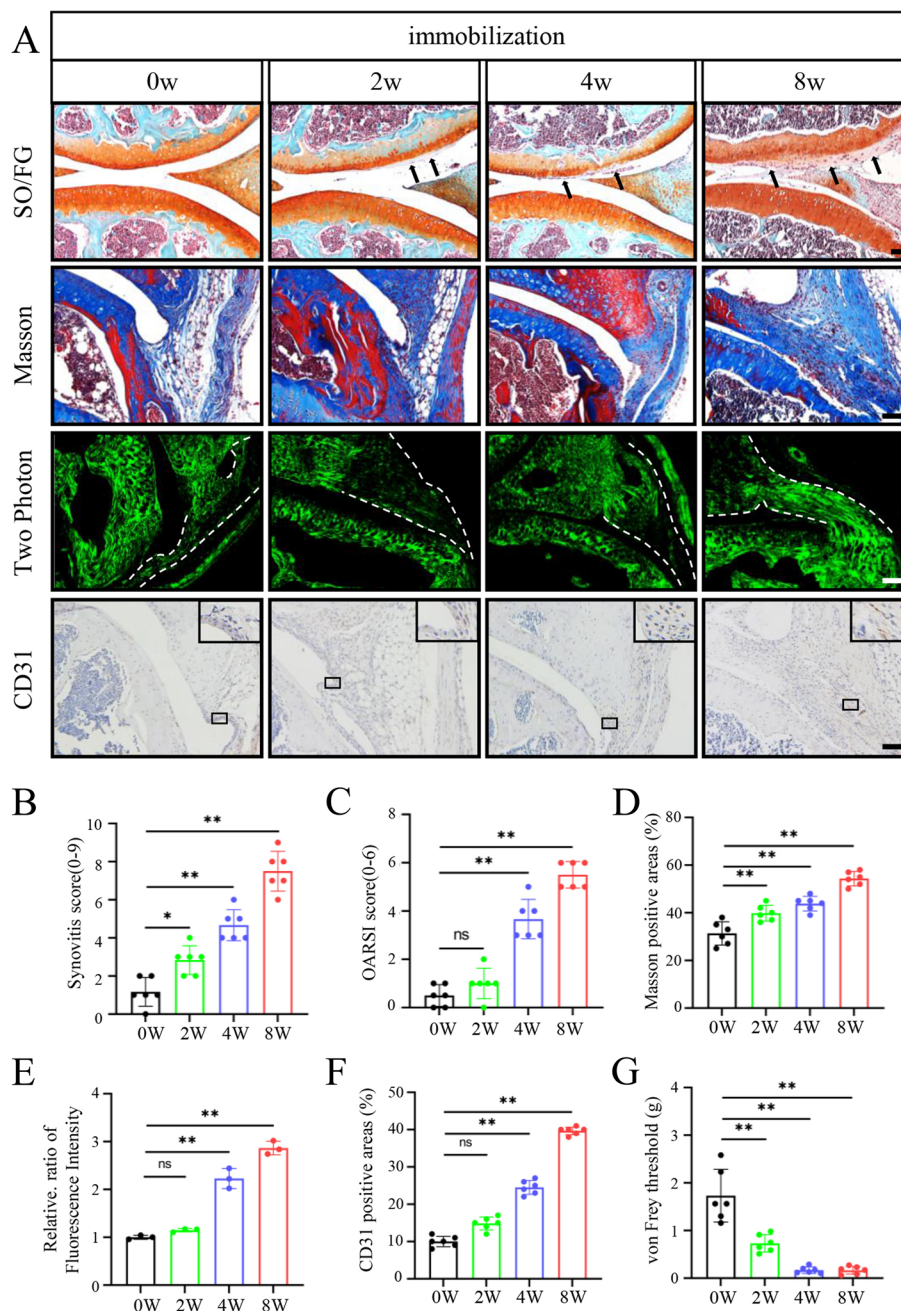 A
immobilization
0w 2w 4w 8w
SO/FG
Masson
Two Photon
CD31
B
Synovitis score(0-9)
10
8
6
4
2
0
*
**
**
0W 2W 4W 8W
C
OARSI score(0-6)
8
6
4
2
0
ns
**
**
0W 2W 4W 8W
D
Masson positive areas (%)
80
60
40
20
0
**
**
**
0W 2W 4W 8W
E
Relative. ratio of
Fluorescence Intensity
4
3
2
1
0
ns
**
**
0W 2W 4W 8W
F
CD31 positive areas (%)
50
40
30
20
10
0
ns
**
**
0W 2W 4W 8W
G
von Frey threshold (g)
4
3
2
1
0
**
**
**
0W 2W 4W 8W